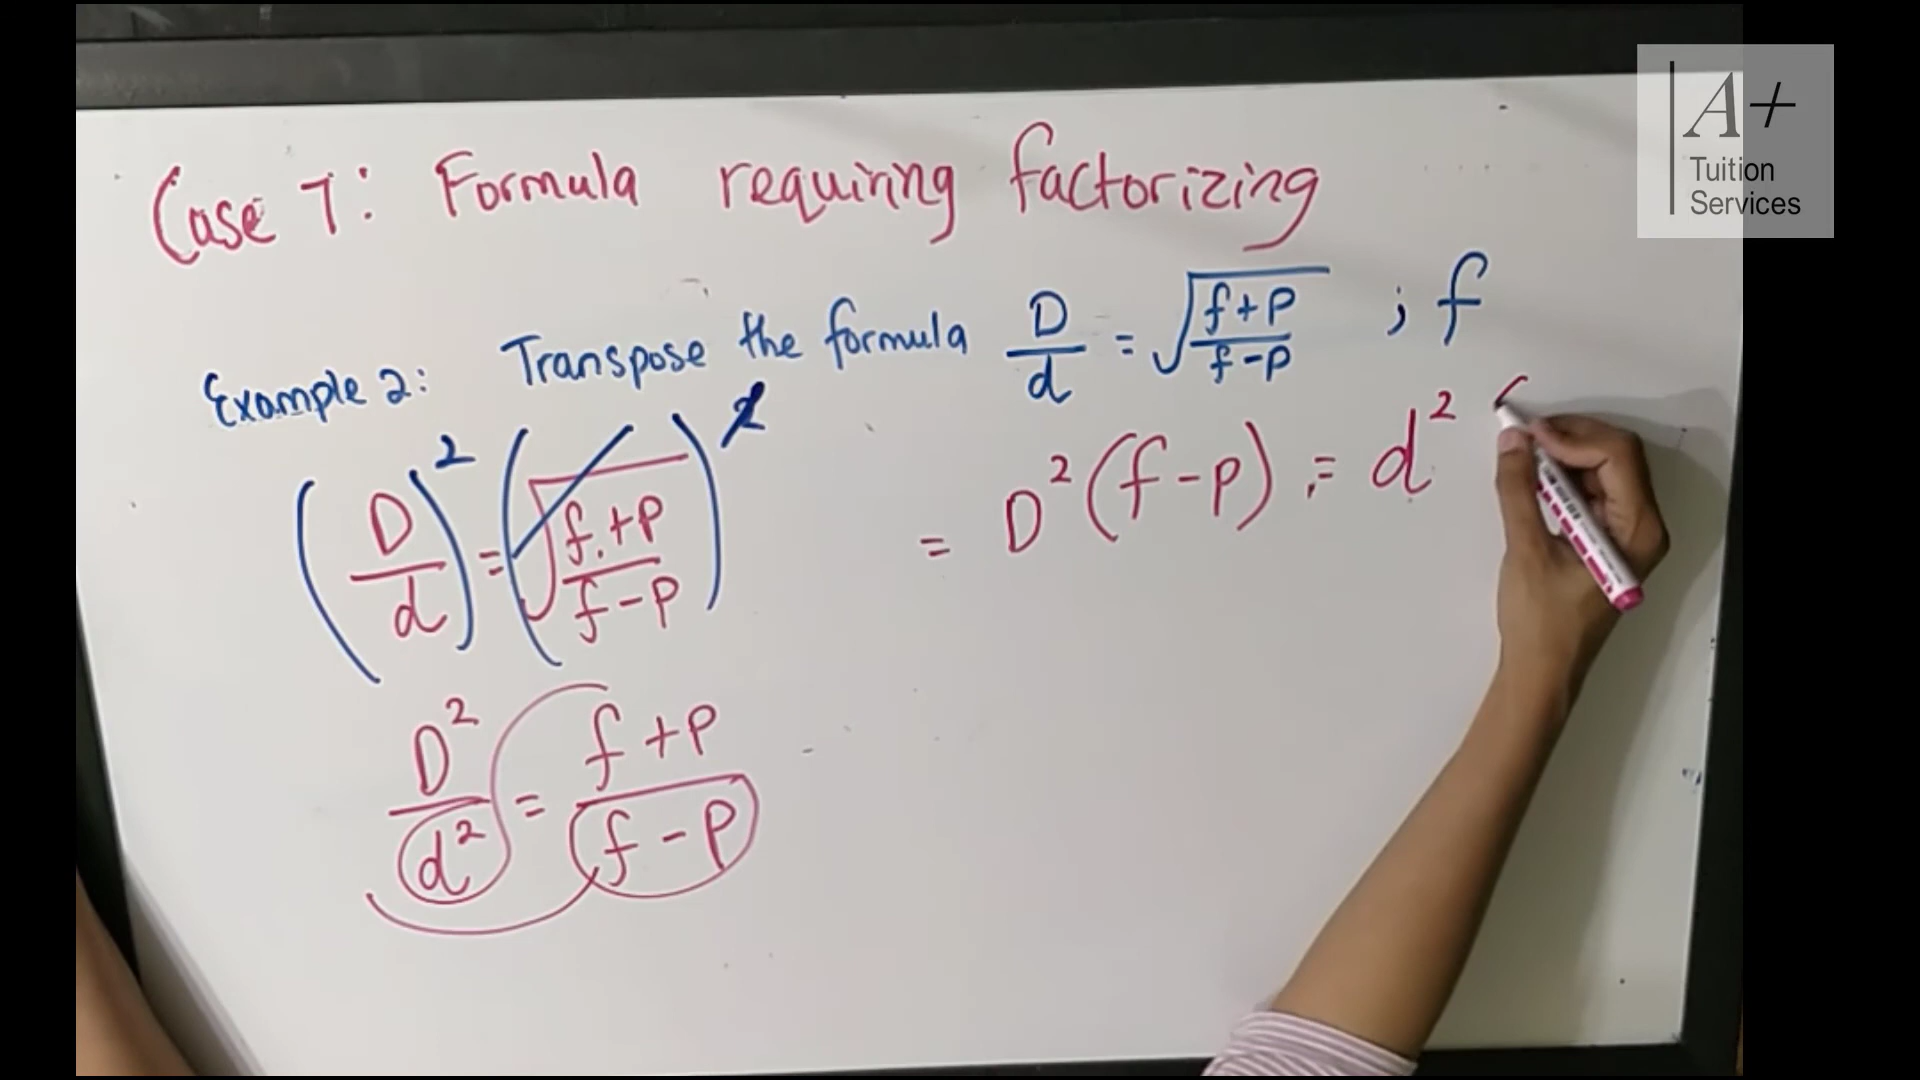 A+
Tuition
Services
Case 7: Formula requiring factorizing
Example 2: Transpose the formula D/d = √((f+p)/(f-p)) ; f
(D/d)² = (√((f+p)/(f-p)))²
= D²(f-p) = d² (
D²/d² = (f+p)/(f-p)